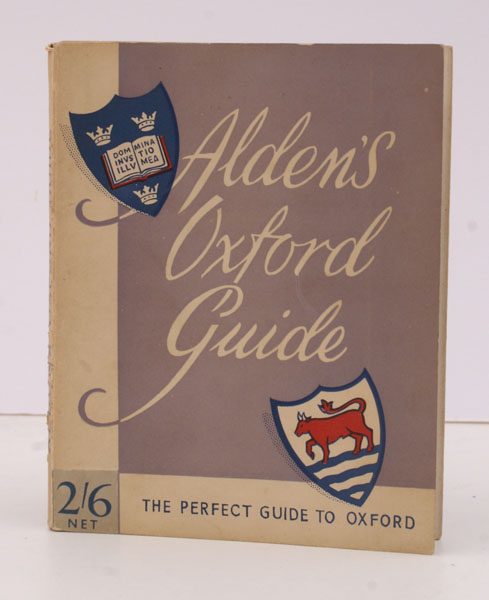 DOM MINA
INVS TIO
ILLV MEA
Alden's
Oxford
Guide
2/6
NET
THE PERFECT GUIDE TO OXFORD